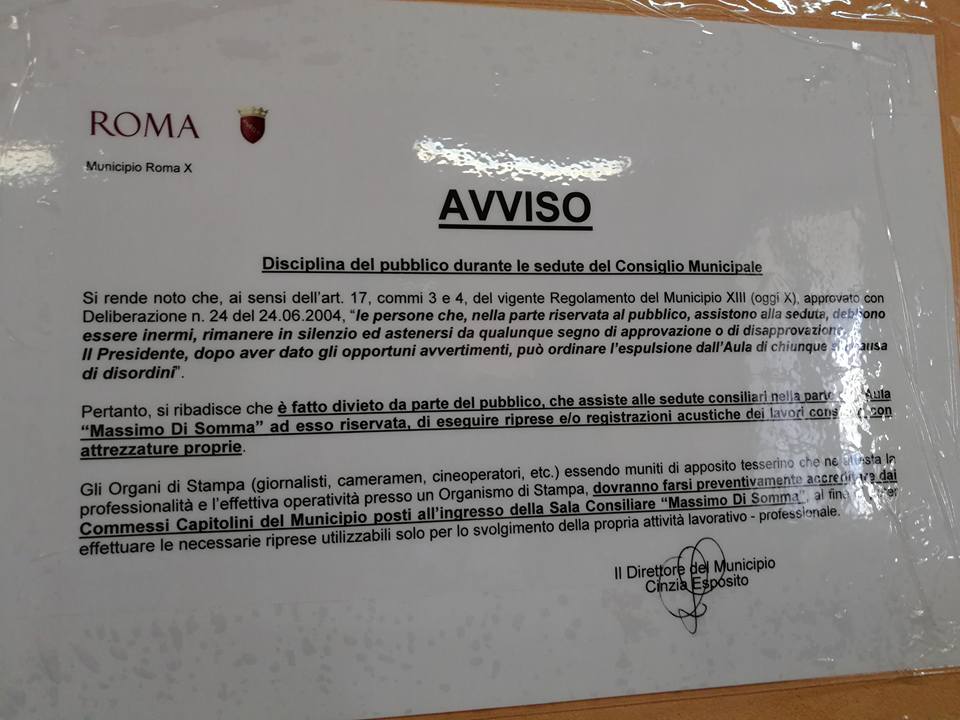 ROMA
Municipio Roma X
AVVISO
Disciplina del pubblico durante le sedute del Consiglio Municipale
Si rende noto che, ai sensi dell'art. 17, commi 3 e 4, del vigente Regolamento del Municipio XIII (oggi X), approvato con
Deliberazione n. 24 del 24.06.2004, "le persone che, nella parte riservata al pubblico, assistono alla seduta, debbono
essere inermi, rimanere in silenzio ed astenersi da qualunque segno di approvazione o di disapprovazione.
Il Presidente, dopo aver dato gli opportuni avvertimenti, può ordinare l'espulsione dall'Aula di chiunque causa
di disordini".
Pertanto, si ribadisce che è fatto divieto da parte del pubblico, che assiste alle sedute consiliari nella parte Aula
"Massimo Di Somma" ad esso riservata, di eseguire riprese e/o registrazioni acustiche dei lavori con
attrezzature proprie.
Gli Organi di Stampa (giornalisti, cameramen, cineoperatori, etc.) essendo muniti di apposito tesserino che ne attesta la
professionalità e l'effettiva operatività presso un Organismo di Stampa, dovranno farsi preventivamente accreditare dai
Commessi Capitolini del Municipio posti all'ingresso della Sala Consiliare "Massimo Di Somma", al fine
effettuare le necessarie riprese utilizzabili solo per lo svolgimento della propria attività lavorativo - professionale.
Il Direttore del Municipio
Cinzia Esposito